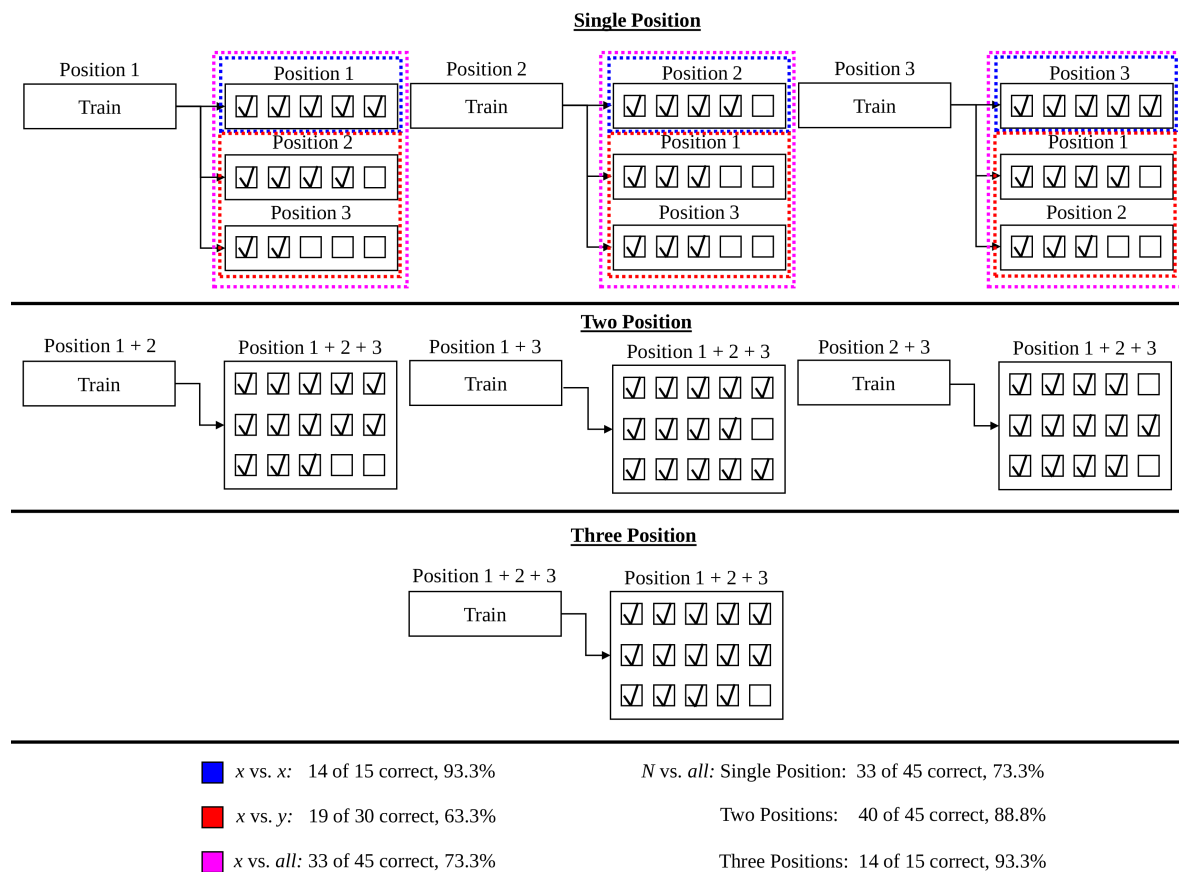 Single Position
Position 1
Train
Position 1
Position 2
Position 3
Position 2
Train
Position 2
Position 1
Position 3
Position 3
Train
Position 3
Position 1
Position 2
Two Position
Position 1 + 2
Train
Position 1 + 2 + 3
Position 1 + 3
Train
Position 1 + 2 + 3
Position 2 + 3
Train
Position 1 + 2 + 3
Three Position
Position 1 + 2 + 3
Train
Position 1 + 2 + 3
x vs. x: 14 of 15 correct, 93.3%
x vs. y: 19 of 30 correct, 63.3%
x vs. all: 33 of 45 correct, 73.3%
N vs. all: Single Position: 33 of 45 correct, 73.3%
Two Positions: 40 of 45 correct, 88.8%
Three Positions: 14 of 15 correct, 93.3%